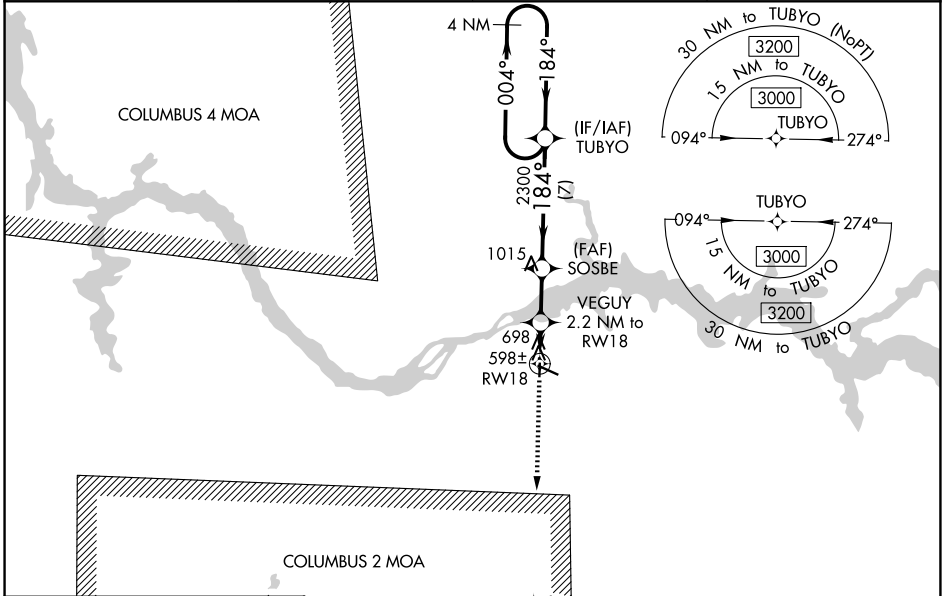 COLUMBUS 4 MOA
4 NM
004°
184°
(IF/IAF)
TUBYO
2300
184°
(7)
1015
(FAF)
SOSBE
VEGUY
2.2 NM to
RW18
698
598±
RW18
COLUMBUS 2 MOA
30 NM to TUBYO (NoPT)
3200
15 NM to TUBYO
3000
TUBYO
094°
274°
TUBYO
094°
274°
3000
15 NM to TUBYO
3200
30 NM to TUBYO